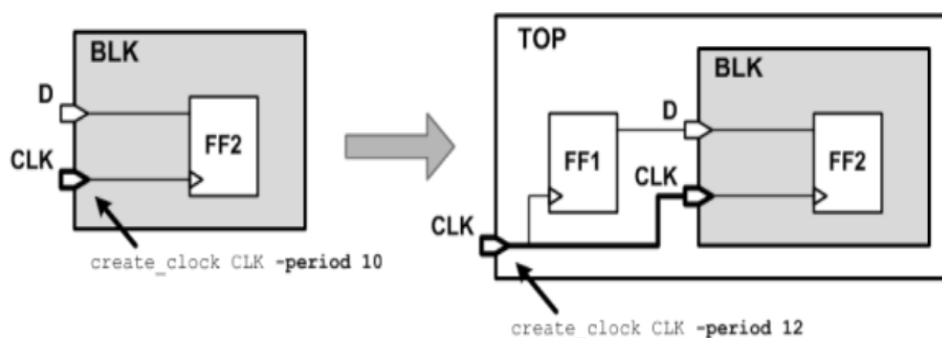 BLK
D
FF2
CLK
create_clock CLK -period 10
TOP
BLK
D
FF1
FF2
CLK
CLK
create_clock CLK -period 12